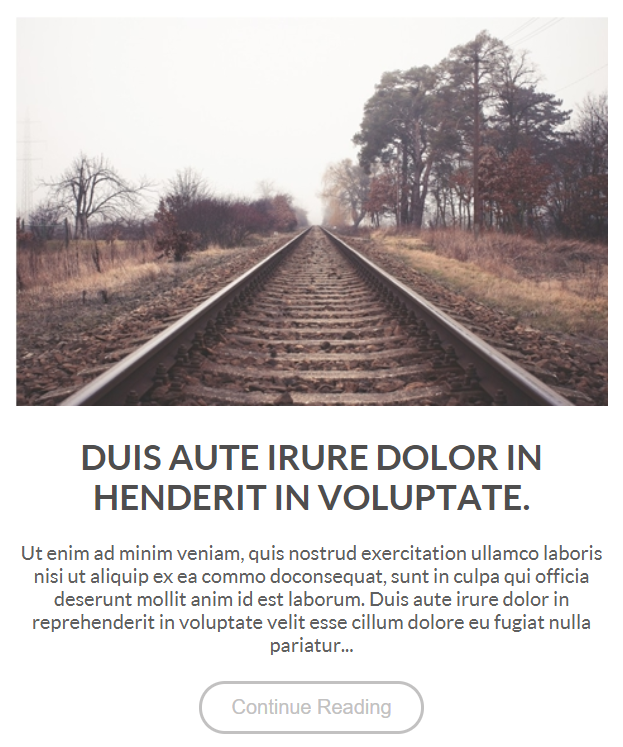 DUIS AUTE IRURE DOLOR IN
HENDERIT IN VOLUPTATE.
Ut enim ad minim veniam, quis nostrud exercitation ullamco laboris
nisi ut aliquip ex ea commo doconsequat, sunt in culpa qui officia
deserunt mollit anim id est laborum. Duis aute irure dolor in
reprehenderit in voluptate velit esse cillum dolore eu fugiat nulla
pariatur...
Continue Reading